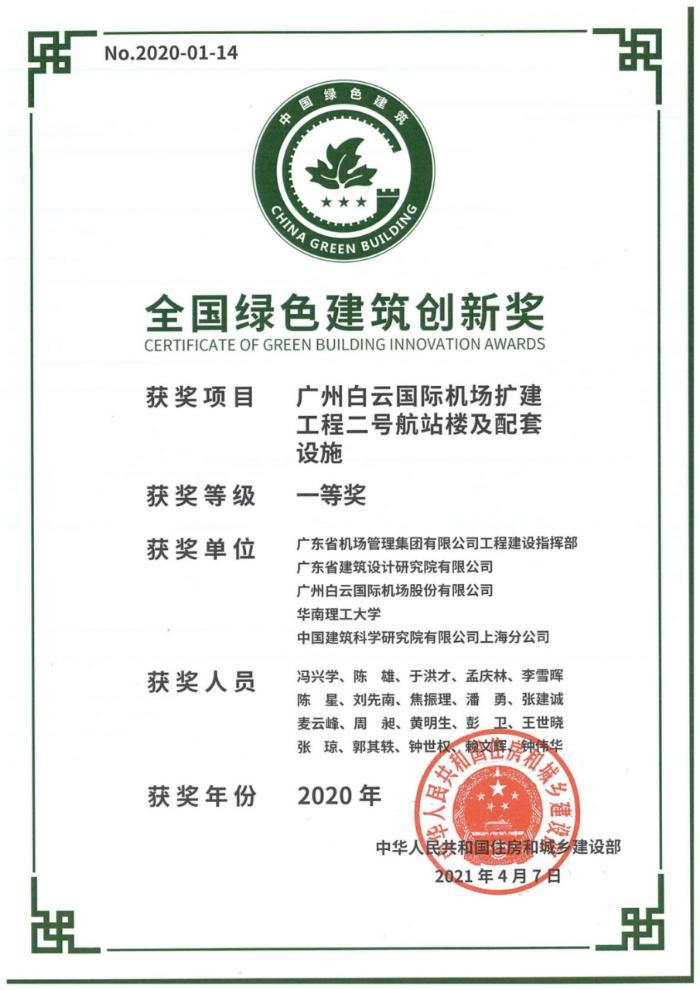 No.2020-01-14
中国绿色建筑
CHINA GREEN BUILDING
全国绿色建筑创新奖
CERTIFICATE OF GREEN BUILDING INNOVATION AWARDS
获奖项目 广州白云国际机场扩建
工程二号航站楼及配套
设施
获奖等级 一等奖
获奖单位 广东省机场管理集团有限公司工程建设指挥部
广东省建筑设计研究院有限公司
广州白云国际机场股份有限公司
华南理工大学
中国建筑科学研究院有限公司上海分公司
获奖人员 冯兴学、陈 雄、于洪才、孟庆林、李雪晖
陈 星、刘先南、焦振理、潘 勇、张建诚
麦云峰、周 昶、黄明生、彭 卫、王世晓
张 琼、郭其轶、钟世权、赖文辉、钟伟华
获奖年份 2020 年
中华人民共和国住房和城乡建设部
中华人民共和国住房和城乡建设部
2021 年 4 月 7 日